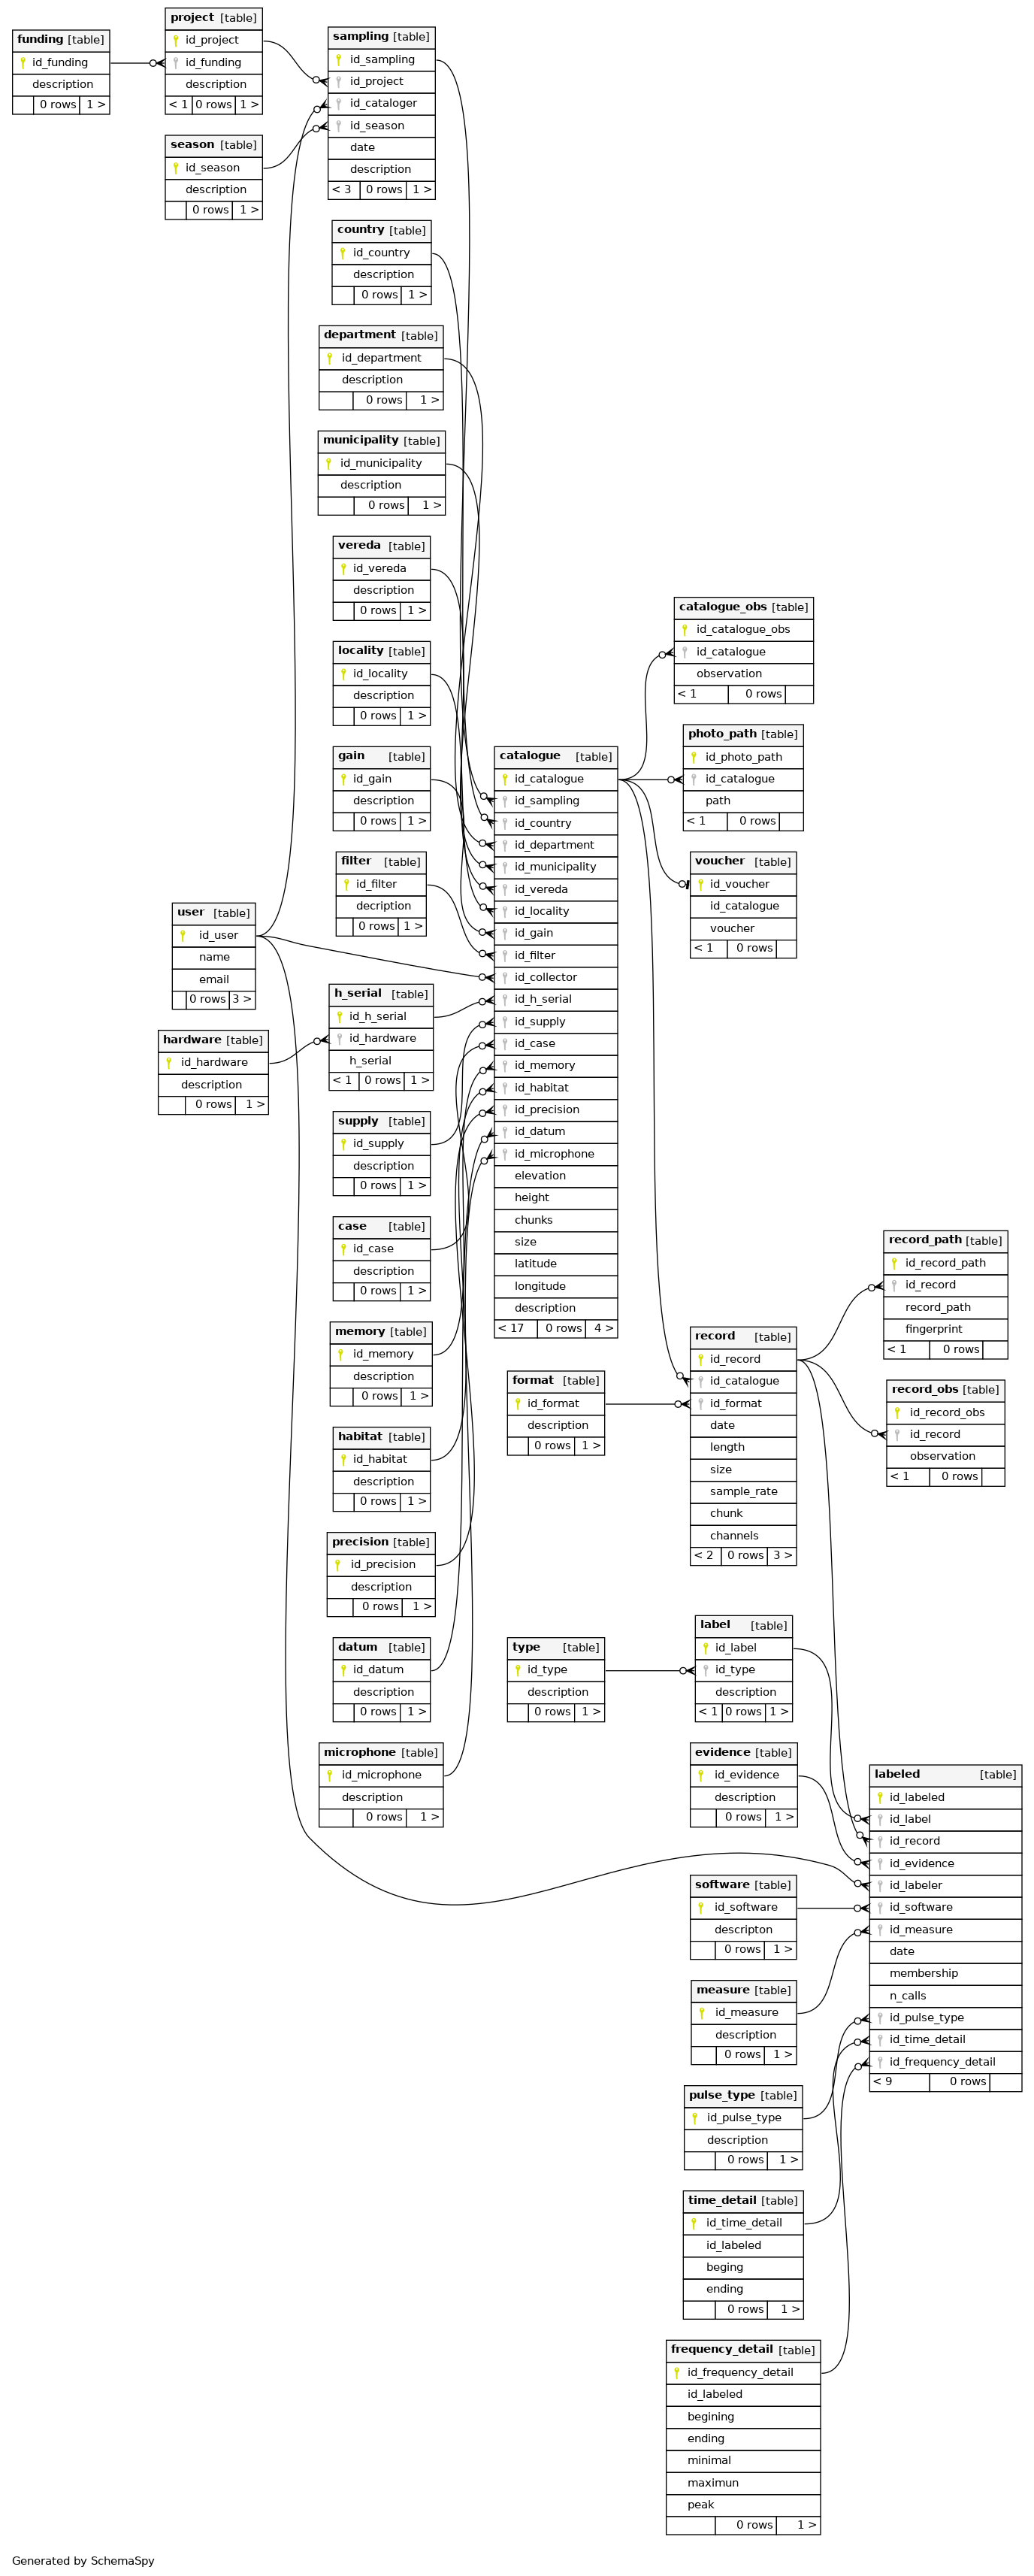 funding [table]
id_funding
description
0 rows 1 >
project [table]
id_project
id_funding
description
< 1 0 rows 1 >
season [table]
id_season
description
0 rows 1 >
sampling [table]
id_sampling
id_project
id_cataloger
id_season
date
description
< 3 0 rows 1 >
country [table]
id_country
description
0 rows 1 >
department [table]
id_department
description
0 rows 1 >
municipality [table]
id_municipality
description
0 rows 1 >
vereda [table]
id_vereda
description
0 rows 1 >
locality [table]
id_locality
description
0 rows 1 >
gain [table]
id_gain
description
0 rows 1 >
filter [table]
id_filter
decription
0 rows 1 >
user [table]
id_user
name
email
0 rows 3 >
hardware [table]
id_hardware
description
0 rows 1 >
h_serial [table]
id_h_serial
id_hardware
h_serial
< 1 0 rows 1 >
supply [table]
id_supply
description
0 rows 1 >
case [table]
id_case
description
0 rows 1 >
memory [table]
id_memory
description
0 rows 1 >
habitat [table]
id_habitat
description
0 rows 1 >
precision [table]
id_precision
description
0 rows 1 >
datum [table]
id_datum
description
0 rows 1 >
microphone [table]
id_microphone
description
0 rows 1 >
catalogue [table]
id_catalogue
id_sampling
id_country
id_department
id_municipality
id_vereda
id_locality
id_gain
id_filter
id_collector
id_h_serial
id_supply
id_case
id_memory
id_habitat
id_precision
id_datum
id_microphone
elevation
height
chunks
size
latitude
longitude
description
< 17 0 rows 4 >
format [table]
id_format
description
0 rows 1 >
type [table]
id_type
description
0 rows 1 >
catalogue_obs [table]
id_catalogue_obs
id_catalogue
observation
< 1 0 rows
photo_path [table]
id_photo_path
id_catalogue
path
< 1 0 rows
voucher [table]
id_voucher
id_catalogue
voucher
< 1 0 rows
record [table]
id_record
id_catalogue
id_format
date
length
size
sample_rate
chunk
channels
< 2 0 rows 3 >
label [table]
id_label
id_type
description
< 1 0 rows 1 >
evidence [table]
id_evidence
description
0 rows 1 >
software [table]
id_software
descripton
0 rows 1 >
measure [table]
id_measure
description
0 rows 1 >
pulse_type [table]
id_pulse_type
description
0 rows 1 >
time_detail [table]
id_time_detail
id_labeled
beging
ending
0 rows 1 >
frequency_detail [table]
id_frequency_detail
id_labeled
begining
ending
minimal
maximun
peak
0 rows 1 >
record_path [table]
id_record_path
id_record
record_path
fingerprint
< 1 0 rows
record_obs [table]
id_record_obs
id_record
observation
< 1 0 rows
labeled [table]
id_labeled
id_label
id_record
id_evidence
id_labeler
id_software
id_measure
date
membership
n_calls
id_pulse_type
id_time_detail
id_frequency_detail
< 9 0 rows
Generated by SchemaSpy